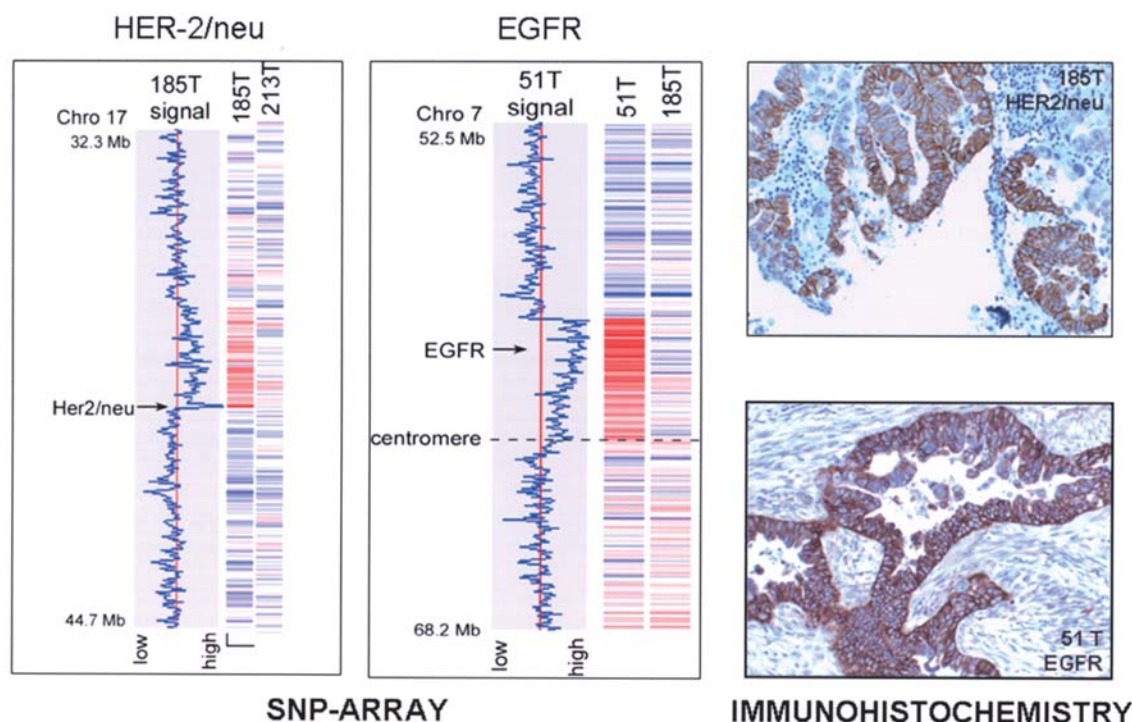 HER-2/neu
EGFR
185T
signal
185T
213T
Chro 17
32.3 Mb
Her2/neu
44.7 Mb
low
high
51T
signal
51T
185T
Chro 7
52.5 Mb
EGFR
centromere
68.2 Mb
low
high
185T
HER2/neu
51 T
EGFR
SNP-ARRAY
IMMUNOHISTOCHEMISTRY